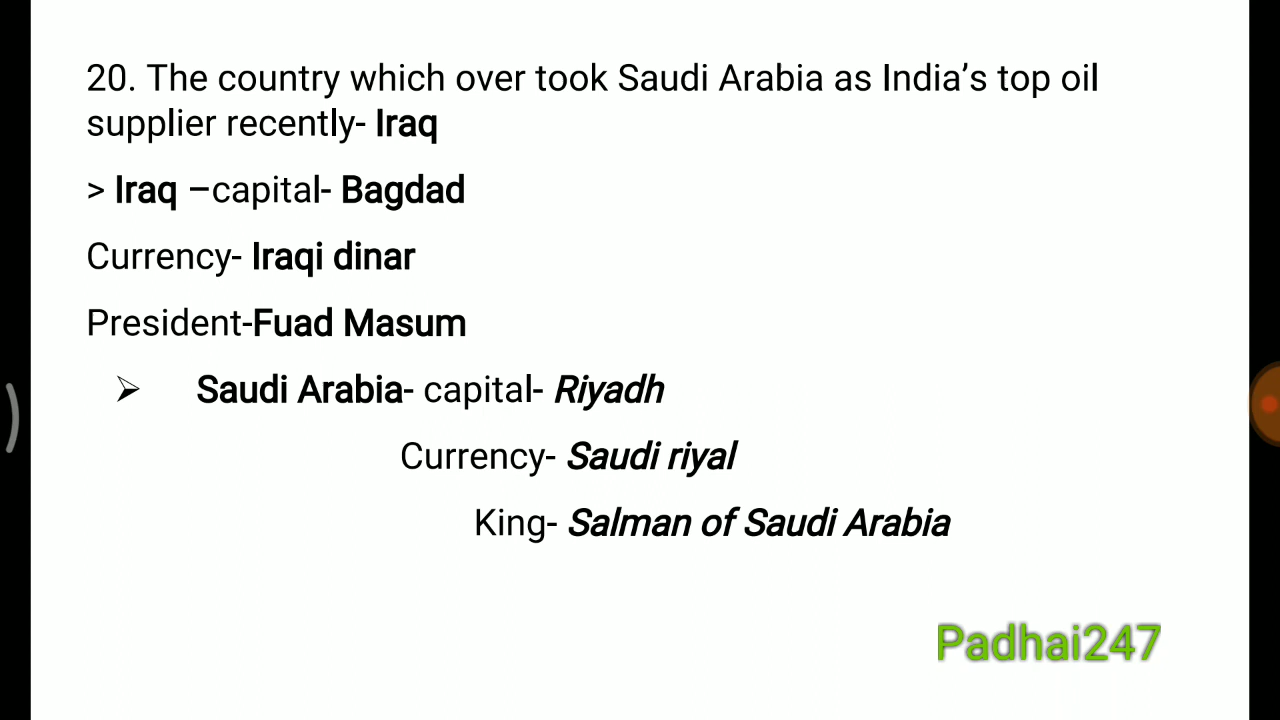 20. The country which over took Saudi Arabia as India’s top oil
supplier recently- Iraq
> Iraq –capital- Bagdad
Currency- Iraqi dinar
President-Fuad Masum
➢ Saudi Arabia- capital- Riyadh
Currency- Saudi riyal
King- Salman of Saudi Arabia
Padhai247